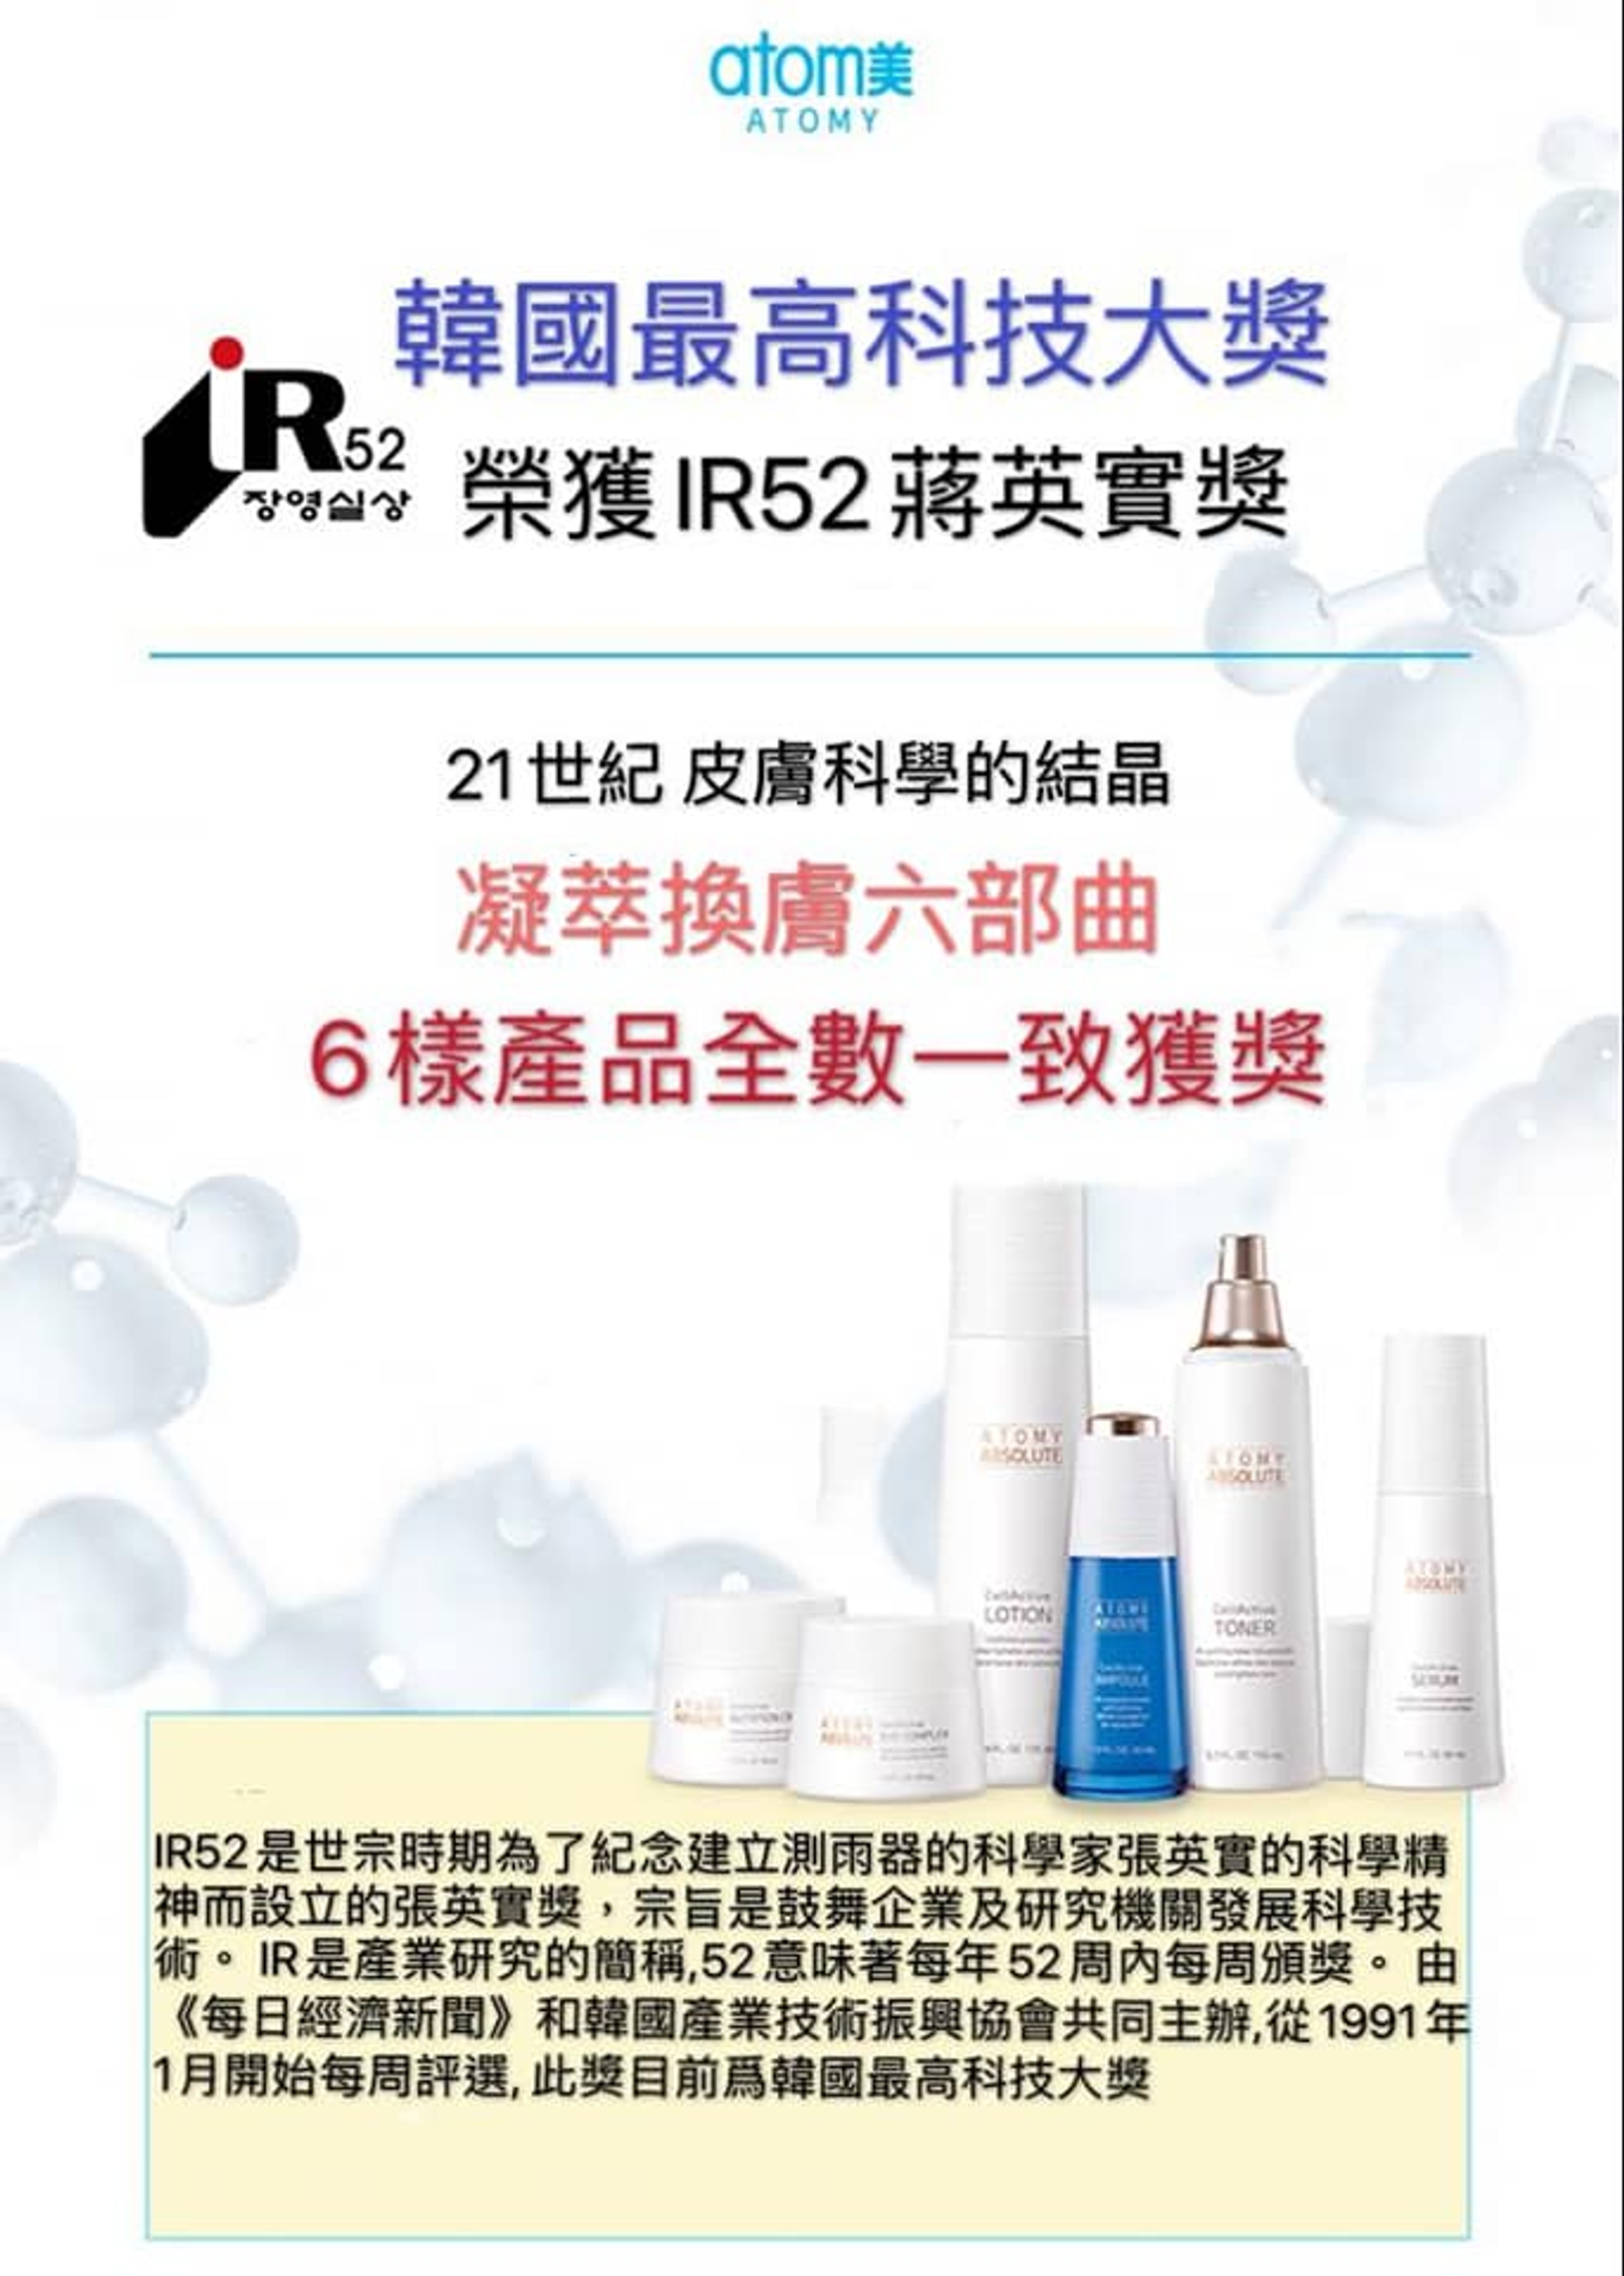 atom美
ATOMY
韓國最高科技大獎
iR52
장영실상
榮獲IR52蔣英實獎
21世紀 皮膚科學的結晶
凝萃換膚六部曲
6樣產品全數一致獲獎
ATOMY
ABSOLUTE
CellActive
LOTION
ATOMY
ABSOLUTE
AMPOULE
ATOMY
ABSOLUTE
CellActive
TONER
ATOMY
ABSOLUTE
SERUM
ATOMY
ABSOLUTE
ATOMY
ABSOLUTE
IR52是世宗時期為了紀念建立測雨器的科學家張英實的科學精
神而設立的張英實獎，宗旨是鼓舞企業及研究機關發展科學技
術。 IR是產業研究的簡稱,52意味著每年52周內每周頒獎。 由
《每日經濟新聞》和韓國產業技術振興協會共同主辦,從1991年
1月開始每周評選, 此獎目前爲韓國最高科技大獎